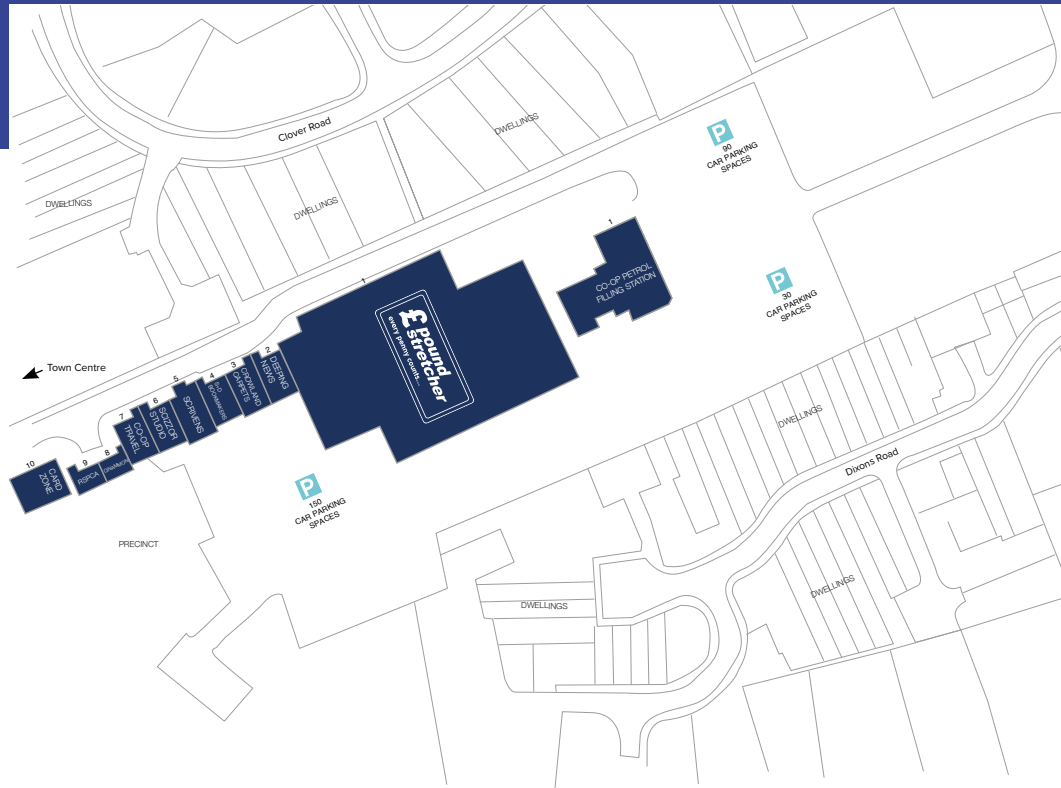 Clover Road
DWELLINGS
P
90
CAR PARKING
SPACES
DWELLINGS
DWELLINGS
1
CO-OP PETROL
FILLING STATION
P
30
CAR PARKING
SPACES
1
£ pound
stretcher
every penny counts...
Town Centre
2
DEEPING
NEWS
3
CROWLAND
CARPETS
4
BOOKMAKERS
5
SCRIVENS
6
SCIZZOR
STUDIO
7
CO-OP
TRAVEL
8
9
RSPCA
10
CARD
ZONE
DWELLINGS
Dixons Road
P
150
CAR PARKING
SPACES
PRECINCT
DWELLINGS
DWELLINGS